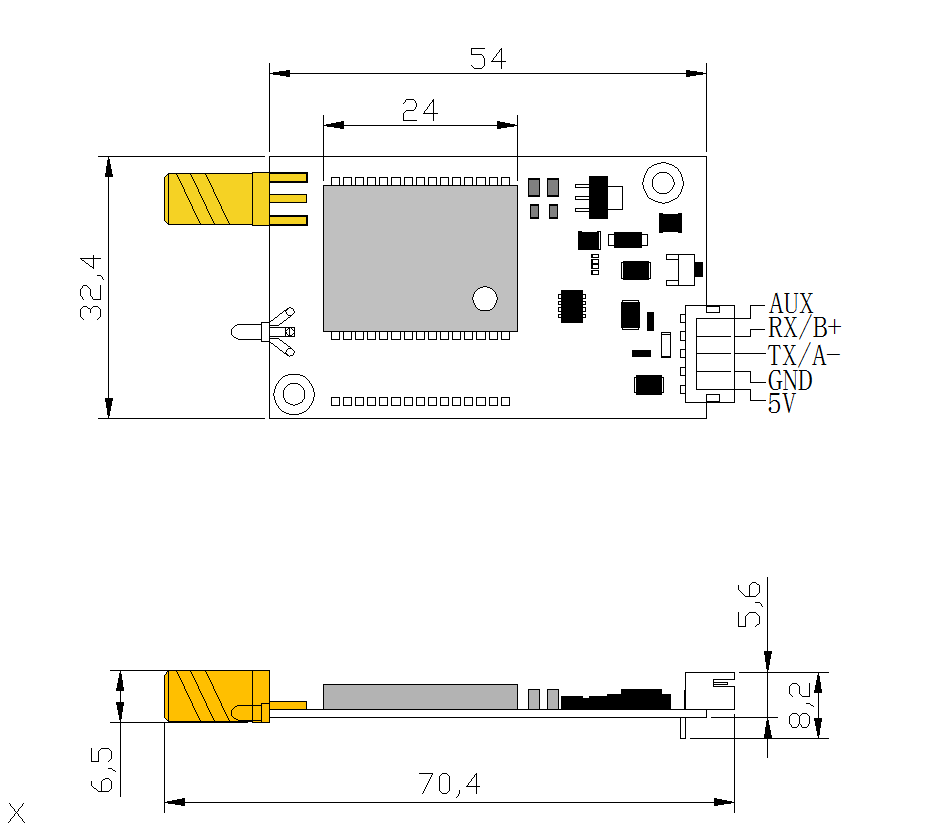 54
24
32,4
AUX
RX/B+
TX/A-
GND
5V
5,6
8,2
6,5
70,4
X